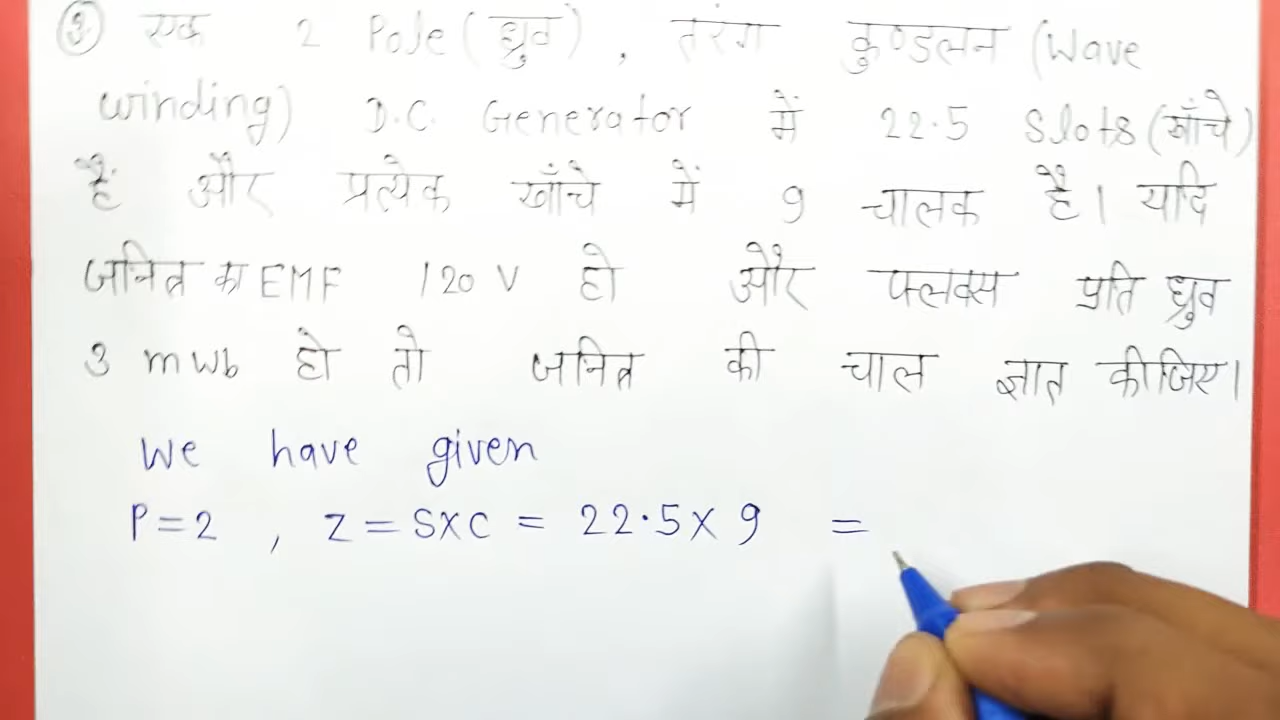 ③ एक 2 Pole (ध्रुव), तरंग कुण्डलन (Wave
winding) D.C. Generator में 22.5 Slots (खाँचे)
हैं और प्रत्येक खाँचे में 9 चालक है। यदि
जनित्र का EMF 120 V हो और फ्लक्स प्रति ध्रुव
3 mwb हो तो जनित्र की चाल ज्ञात कीजिए।
We have given
P = 2 , Z = S×C = 22.5 × 9 =